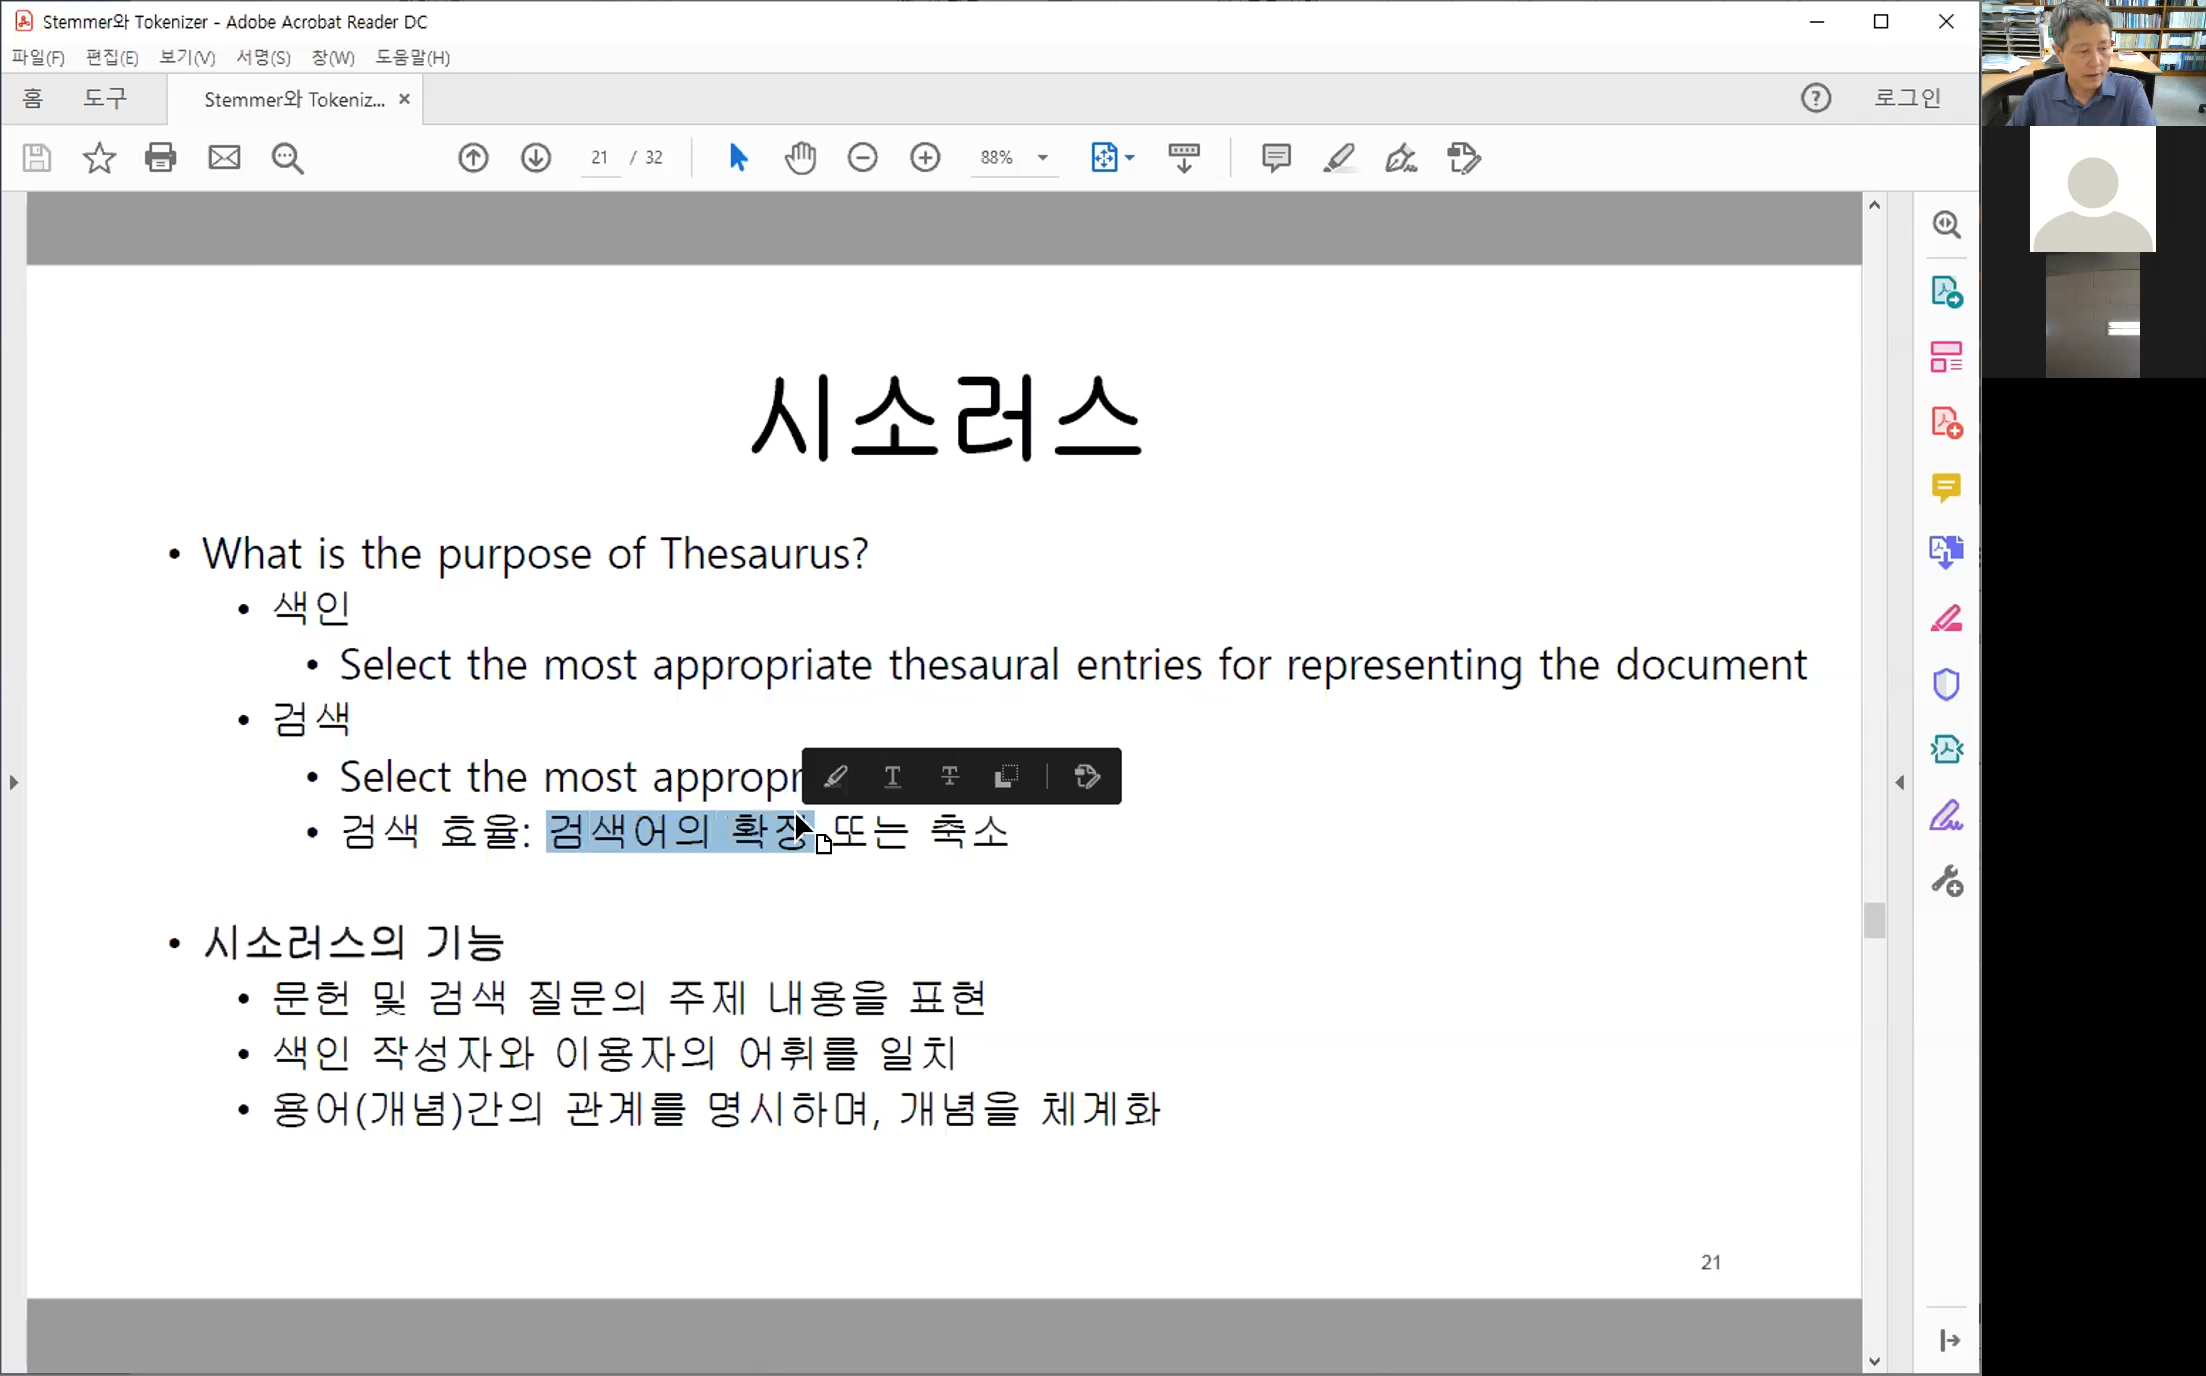 Stemmer와 Tokenizer - Adobe Acrobat Reader DC
파일(F) 편집(E) 보기(V) 서명(S) 창(W) 도움말(H)
홈 도구 Stemmer와 Tokeniz... 로그인
21 / 32 88%
시소러스
• What is the purpose of Thesaurus?
• 색인
• Select the most appropriate thesaural entries for representing the document
• 검색
• Select the most appropr
• 검색 효율: 검색어의 확장 또는 축소
• 시소러스의 기능
• 문헌 및 검색 질문의 주제 내용을 표현
• 색인 작성자와 이용자의 어휘를 일치
• 용어(개념)간의 관계를 명시하며, 개념을 체계화
21